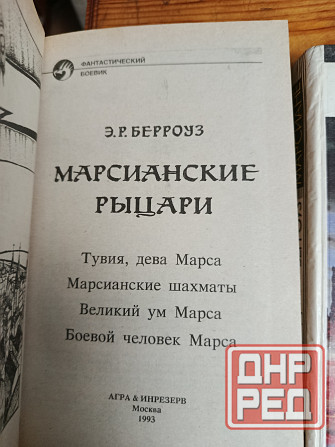 ФАНТАСТИЧЕСКИЙ
БОЕВИК
Э.Р. БЕРРОУЗ
МАРСИАНСКИЕ
РЫЦАРИ
Тувия, дева Марса
Марсианские шахматы
Великий ум Марса
Боевой человек Марса
АГРА & ИНРЕЗЕРВ
Москва
1993
ДНР
РЕД